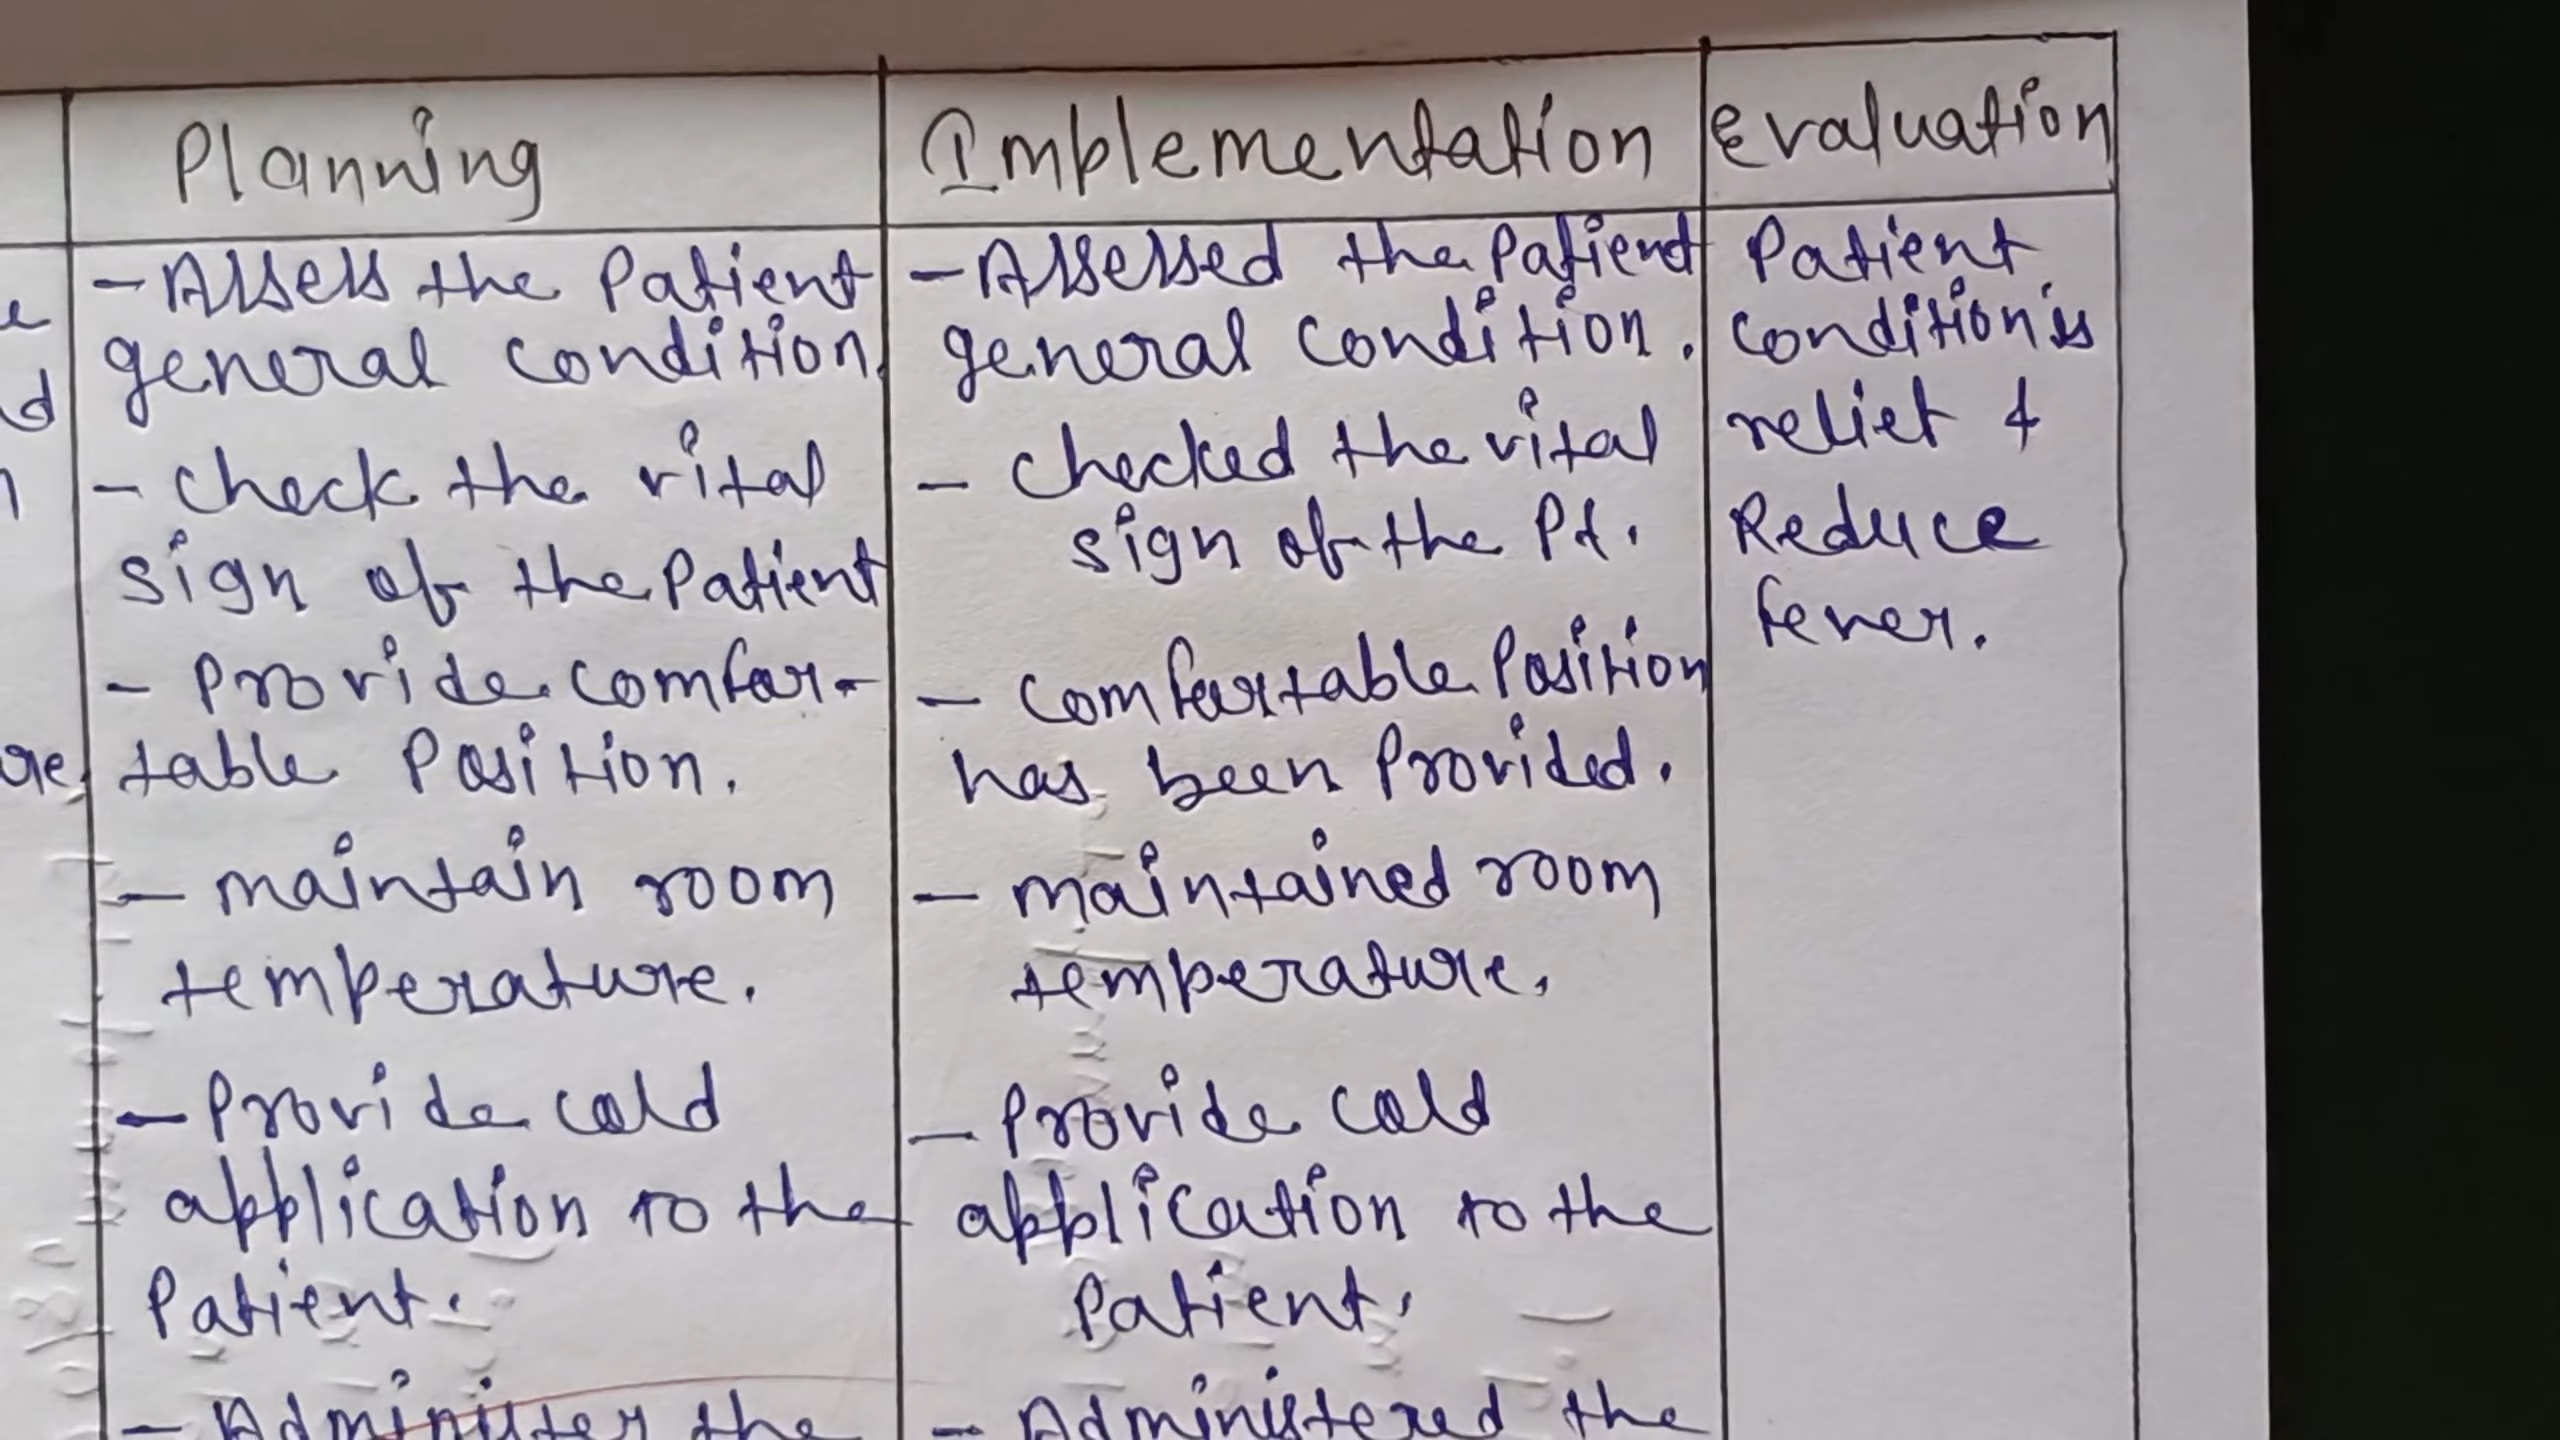 Planning
Implementation
Evaluation
- Assess the Patient
general condition.
- check the vital
sign of the Patient
- Provide comfor-
table Position.
- maintain room
temperature.
- Provide cold
application to the
Patient.
- Administer the
- Assessed the Patient
general condition.
- checked the vital
sign of the Pt.
- comfortable Position
has been Provided.
- maintained room
temperature.
- Provide cold
application to the
Patient.
- Administered the
Patient
condition is
relief &
Reduce
fever.